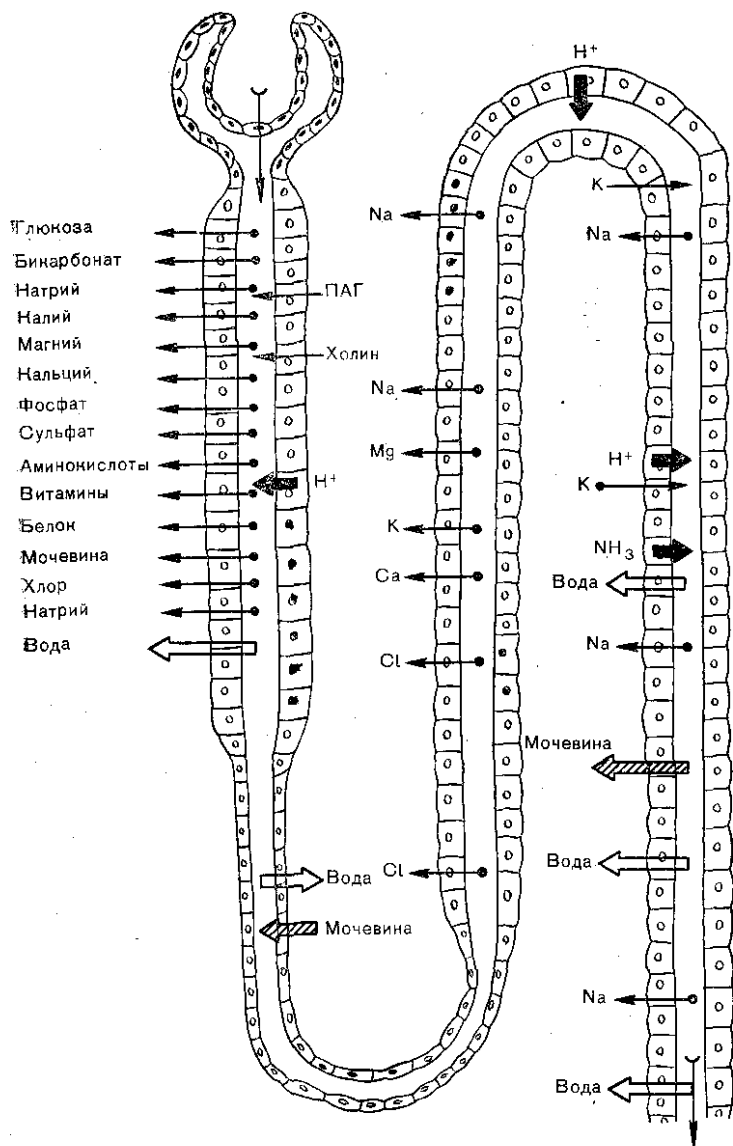 Глюкоза
Бикарбонат
Натрий
Калий
Магний
Кальций
Фосфат
Сульфат
Аминокислоты
Витамины
Белок
Мочевина
Хлор
Натрий
Вода
ПАГ
Холин
H+
Вода
Мочевина
Na
Na
Mg
K
Ca
Cl
Cl
H+
K
Na
H+
K
NH3
Вода
Na
Мочевина
Вода
Na
Вода